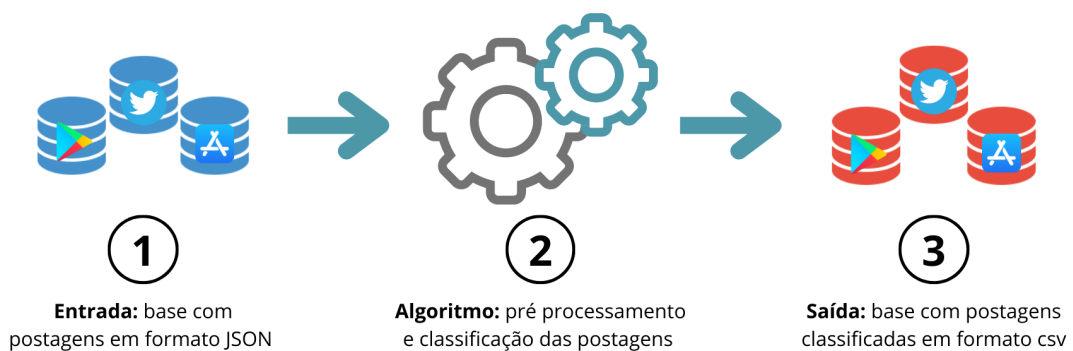 1
Entrada: base com
postagens em formato JSON
2
Algoritmo: pré processamento
e classificação das postagens
3
Saída: base com postagens
classificadas em formato csv